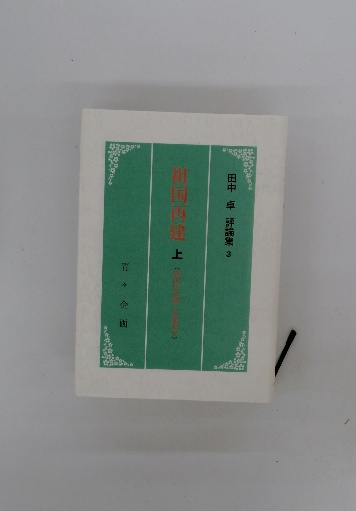 田中 卓 評論集 3
祖国再建 上
青々企画